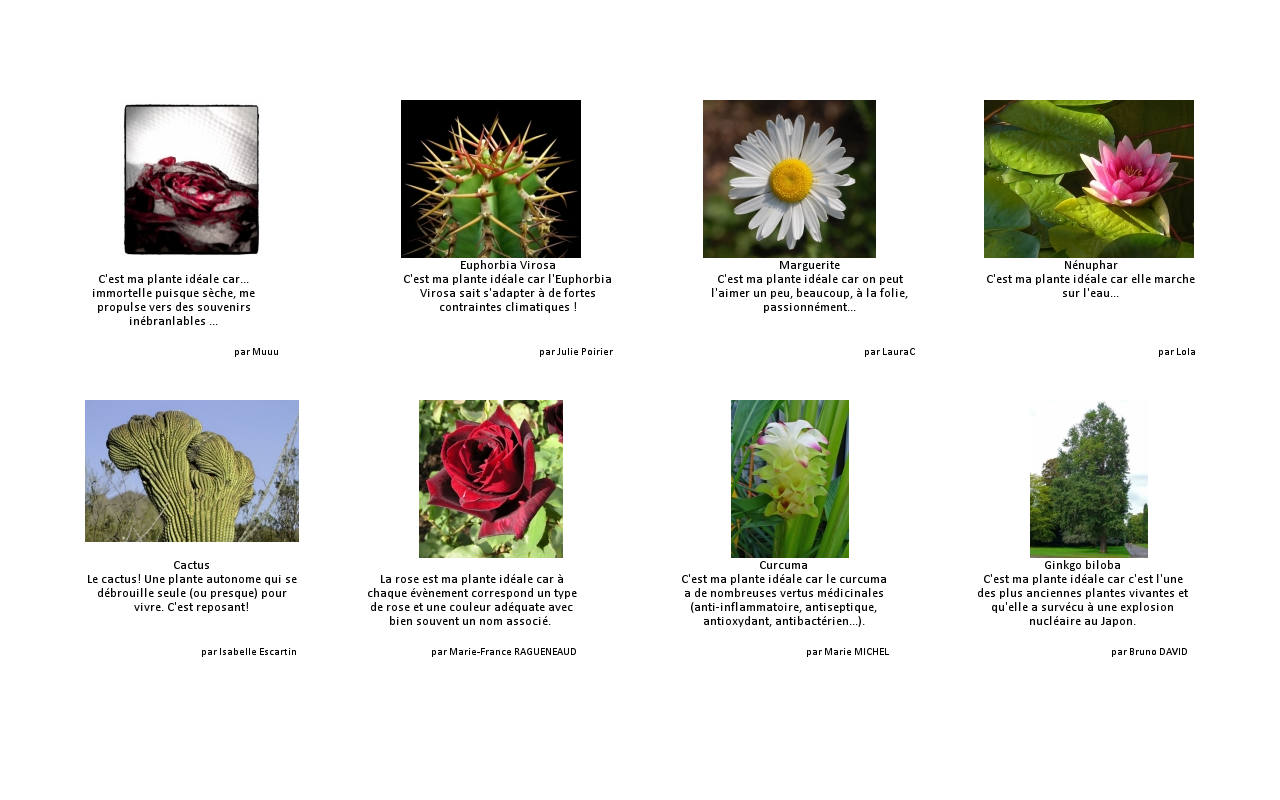 C'est ma plante idéale car...
immortelle puisque sèche, me
propulse vers des souvenirs
inébranlables ...
par Muuu
Euphorbia Virosa
C'est ma plante idéale car l'Euphorbia
Virosa sait s'adapter à de fortes
contraintes climatiques !
par Julie Poirier
Marguerite
C'est ma plante idéale car on peut
l'aimer un peu, beaucoup, à la folie,
passionnément...
par LauraC
Nénuphar
C'est ma plante idéale car elle marche
sur l'eau...
par Lola
Cactus
Le cactus! Une plante autonome qui se
débrouille seule (ou presque) pour
vivre. C'est reposant!
par Isabelle Escartin
La rose est ma plante idéale car à
chaque évènement correspond un type
de rose et une couleur adéquate avec
bien souvent un nom associé.
par Marie-France RAGUENEAUD
Curcuma
C'est ma plante idéale car le curcuma
a de nombreuses vertus médicinales
(anti-inflammatoire, antiseptique,
antioxydant, antibactérien...).
par Marie MICHEL
Ginkgo biloba
C'est ma plante idéale car c'est l'une
des plus anciennes plantes vivantes et
qu'elle a survécu à une explosion
nucléaire au Japon.
par Bruno DAVID